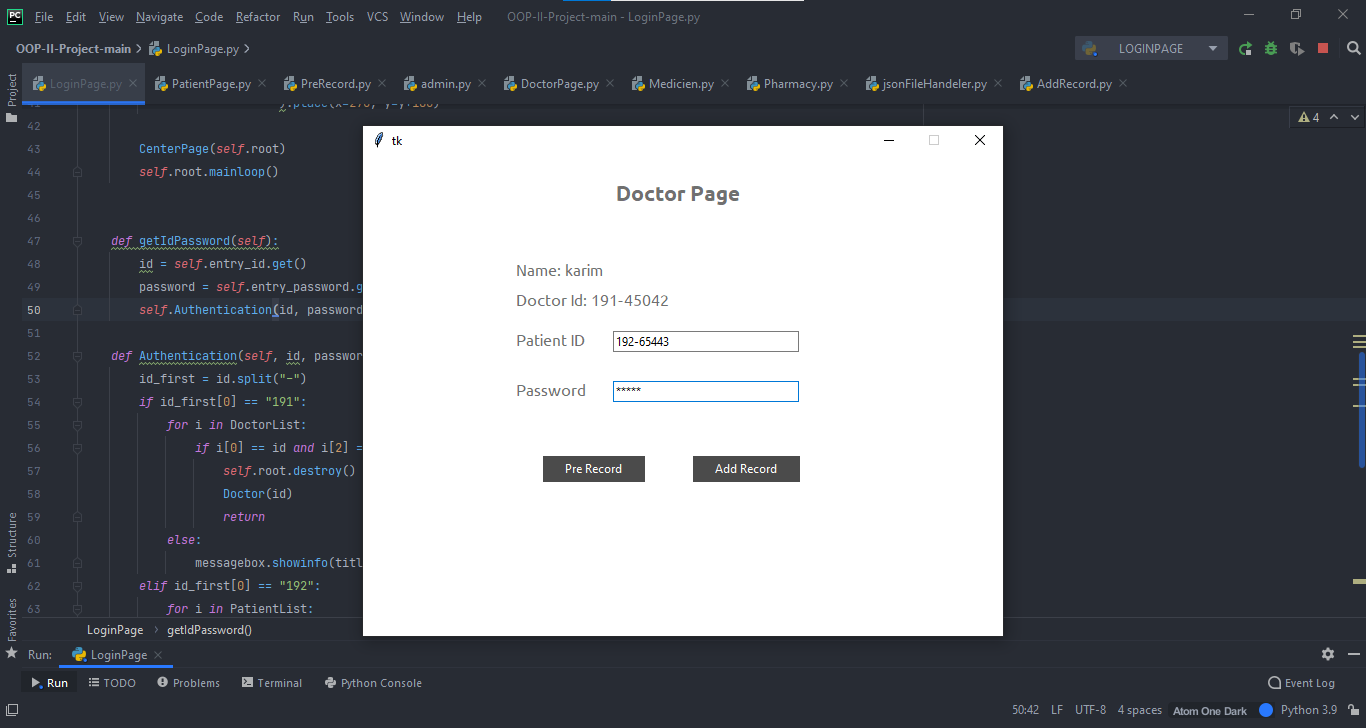 PC File Edit View Navigate Code Refactor Run Tools VCS Window Help OOP-II-Project-main - LoginPage.py
OOP-II-Project-main LoginPage.py LOGINPAGE
Project
LoginPage.py PatientPage.py PreRecord.py admin.py DoctorPage.py Medicien.py Pharmacy.py jsonFileHandeler.py AddRecord.py
4
42
43 CenterPage(self.root)
44 self.root.mainloop()
45
46
47 def getIdPassword(self):
48 id = self.entry_id.get()
49 password = self.entry_password.g
50 self.Authentication(id, password
51
52 def Authentication(self, id, passwor
53 id_first = id.split("-")
54 if id_first[0] == "191":
55 for i in DoctorList:
56 if i[0] == id and i[2] =
57 self.root.destroy()
58 Doctor(id)
59 return
60 else:
61 messagebox.showinfo(titl
62 elif id_first[0] == "192":
63 for i in PatientList:
tk
Doctor Page
Name: karim
Doctor Id: 191-45042
Patient ID 192-65443
Password *****
Pre Record Add Record
Structure
Favorites
LoginPage getIdPassword()
Run: LoginPage
Run TODO Problems Terminal Python Console Event Log
50:42 LF UTF-8 4 spaces Atom One Dark Python 3.9